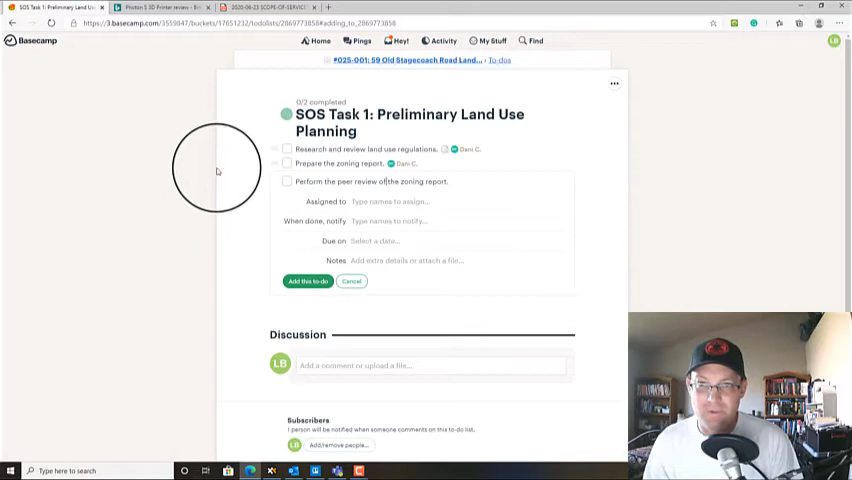 SOS Task 1: Preliminary Land U...
Photon S 3D Printer review - Bin
2020-06-23 SCOPE-OF-SERVIC
https://3.basecamp.com/3559847/buckets/17651232/todolists/2869773858#adding_to_2869773858
Basecamp
Home
Pings
Hey!
Activity
My Stuff
Find
LB
#025-001: 59 Old Stagecoach Road Land... › To-dos
0/2 completed
SOS Task 1: Preliminary Land Use
Planning
Research and review land use regulations. Dani C.
Prepare the zoning report. Dani C.
Perform the peer review of the zoning report.
Assigned to Type names to assign...
When done, notify Type names to notify...
Due on Select a date...
Notes Add extra details or attach a file...
Add this to-do Cancel
Discussion
LB Add a comment or upload a file...
Subscribers
1 person will be notified when someone comments on this to-do list.
LB Add/remove people...
Type here to search